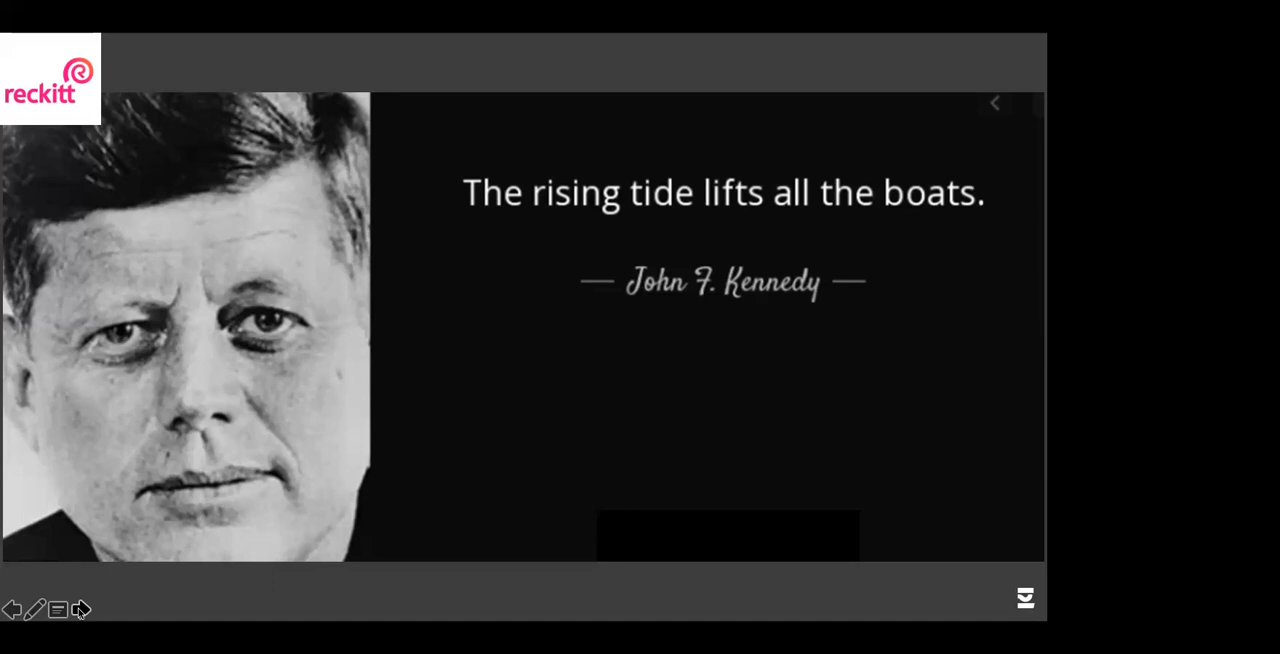 reckitt
The rising tide lifts all the boats.
— John F. Kennedy —